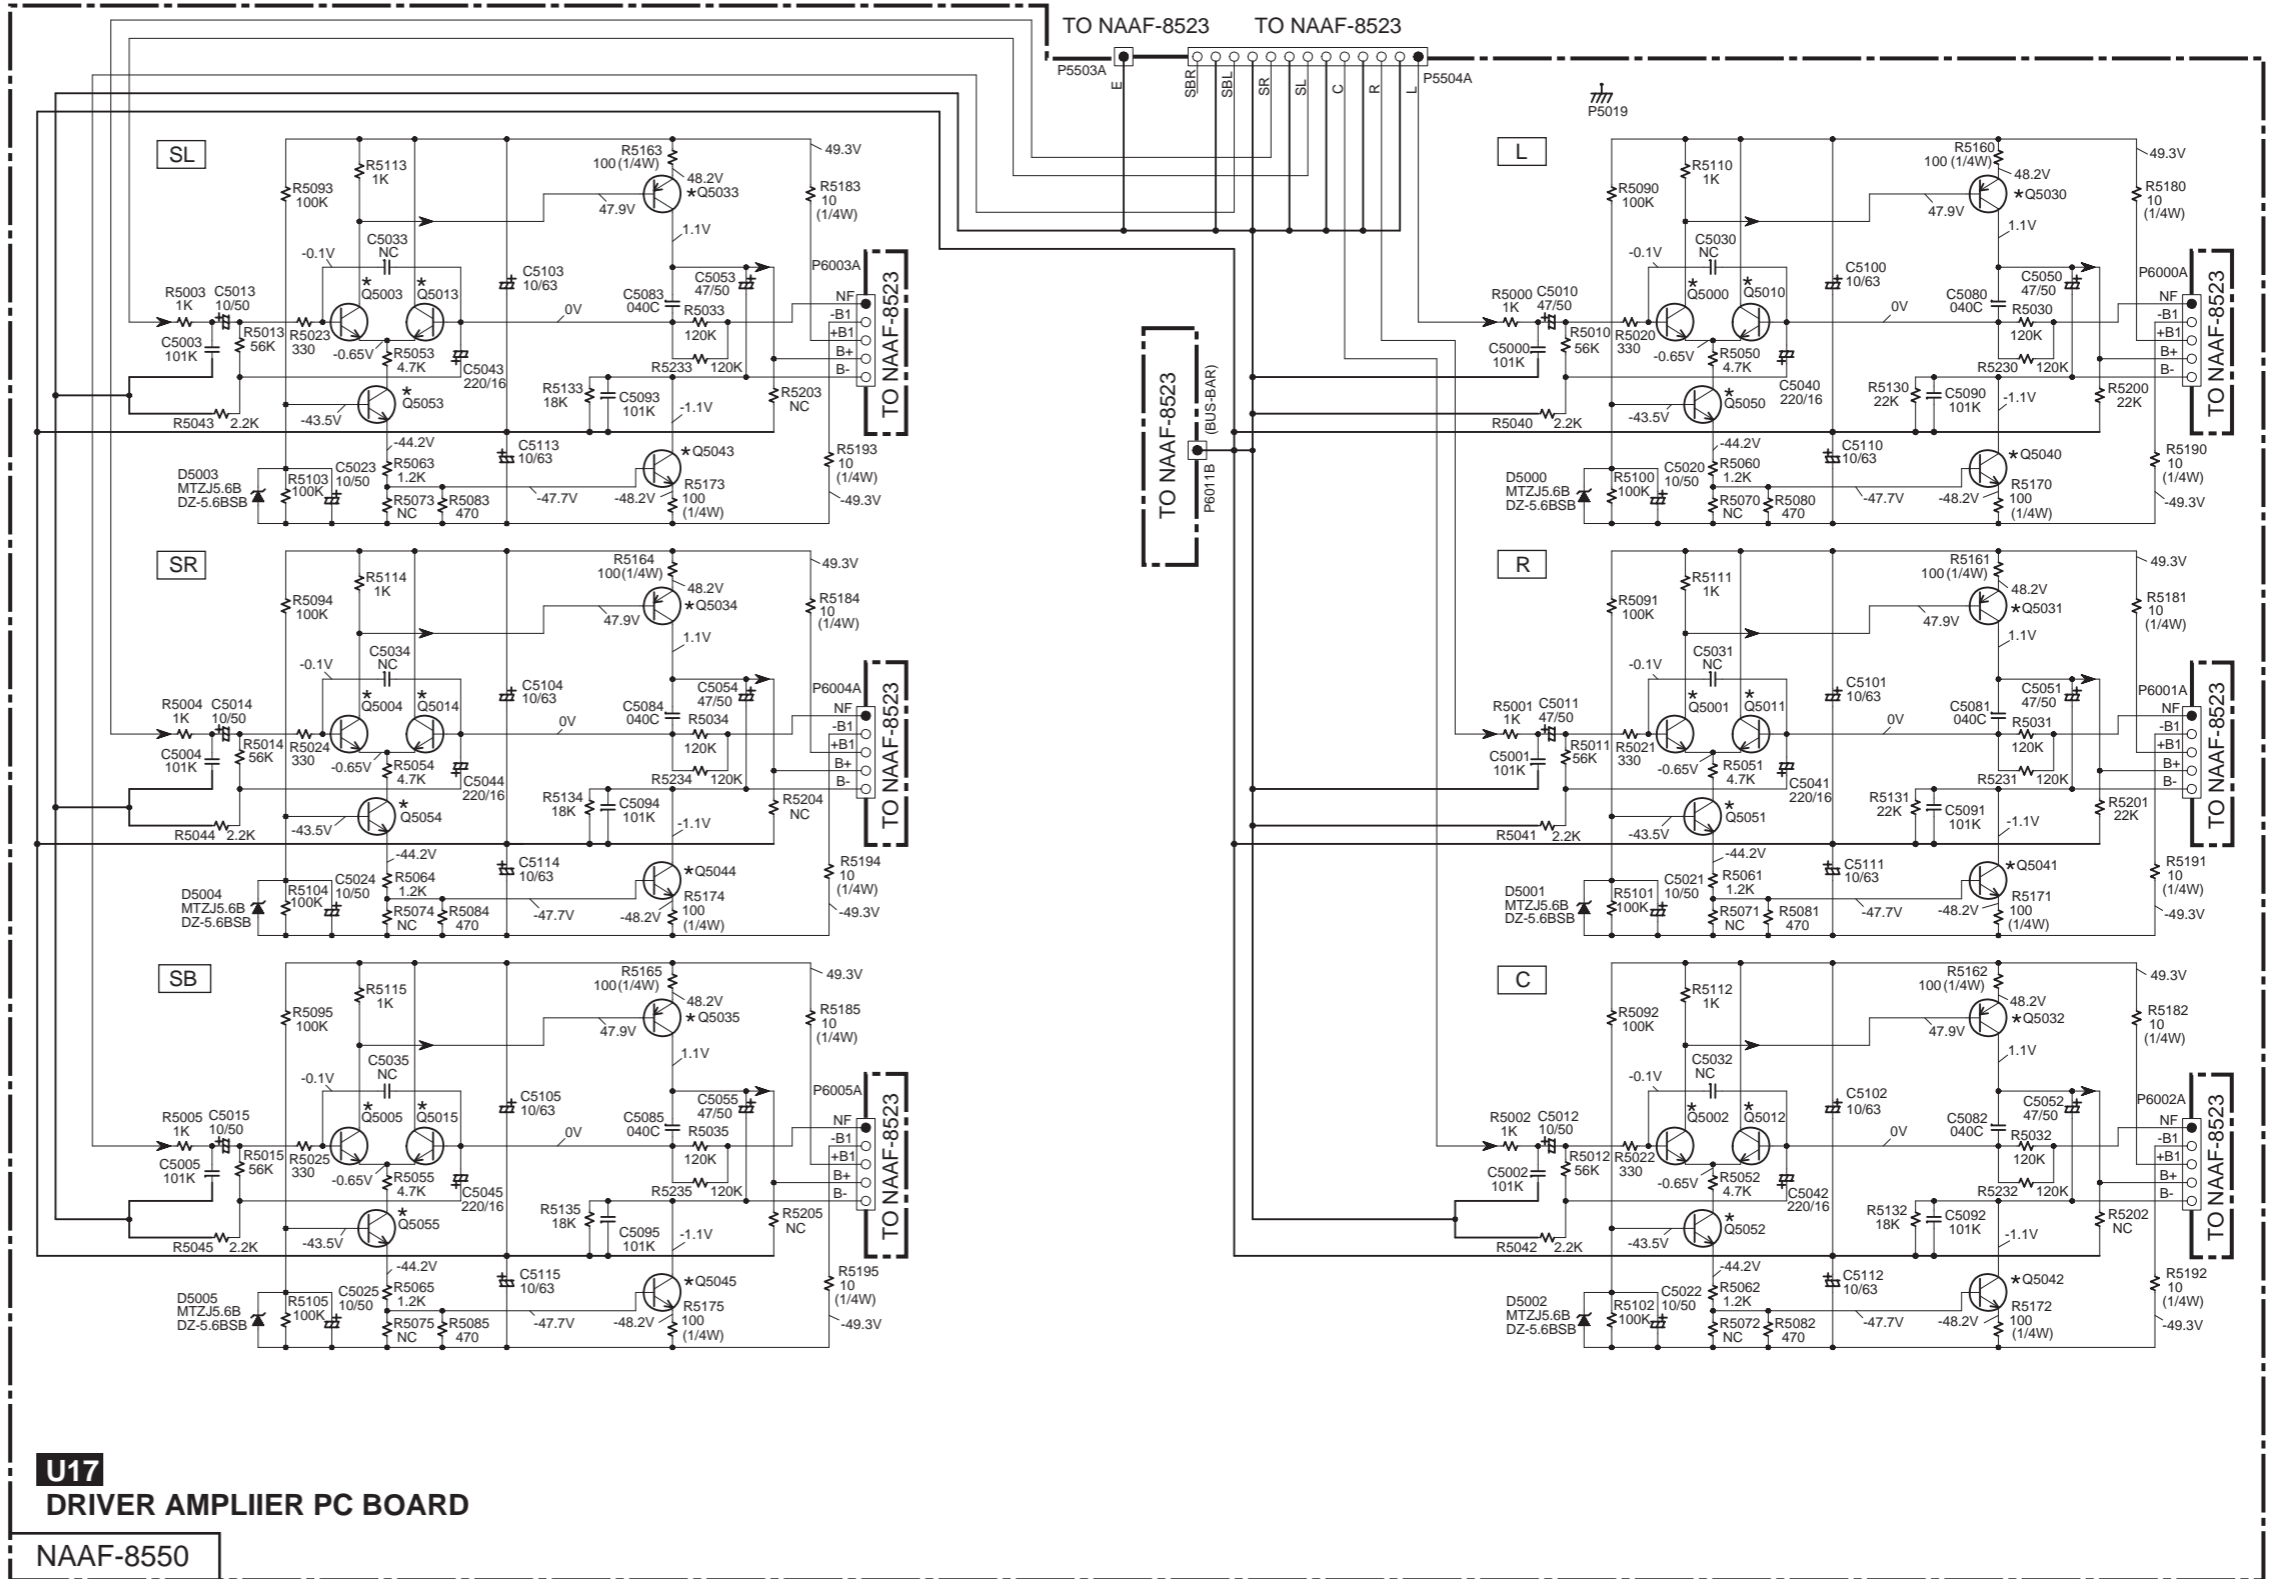 TO NAAF-8523 TO NAAF-8523
P5503A
E
SBR
SBL
SR
SL
C
R
L
P5504A
P5019
TO NAAF-8523
P6011B (BUS-BAR)
SL
R5093
100K
R5113
1K
R5163
100 (1/4W)
48.2V
*Q5033
47.9V
49.3V
R5183
10
(1/4W)
1.1V
-0.1V
C5033
NC
*
Q5003
*
Q5013
C5103
10/63
C5083
040C
C5053
47/50
R5033
120K
P6003A
NF
-B1
+B1
B+
B-
TO NAAF-8523
R5003
1K
C5013
10/50
C5003
101K
R5013
56K
R5023
330
-0.65V
R5053
4.7K
C5043
220/16
0V
R5233 120K
R5133
18K
C5093
101K
R5203
NC
-1.1V
R5043 2.2K
-43.5V
*
Q5053
-44.2V
C5113
10/63
*Q5043
R5193
10
(1/4W)
D5003
MTZJ5.6B
DZ-5.6BSB
R5103
100K
C5023
10/50
R5063
1.2K
R5073
NC
R5083
470
-47.7V
-48.2V
R5173
100
(1/4W)
-49.3V
SR
R5094
100K
R5114
1K
R5164
100 (1/4W)
48.2V
*Q5034
47.9V
49.3V
R5184
10
(1/4W)
1.1V
-0.1V
C5034
NC
*
Q5004
*
Q5014
C5104
10/63
C5084
040C
C5054
47/50
R5034
120K
P6004A
NF
-B1
+B1
B+
B-
TO NAAF-8523
R5004
1K
C5014
10/50
C5004
101K
R5014
56K
R5024
330
-0.65V
R5054
4.7K
C5044
220/16
0V
R5234 120K
R5134
18K
C5094
101K
R5204
NC
-1.1V
R5044 2.2K
-43.5V
*
Q5054
-44.2V
C5114
10/63
*Q5044
R5194
10
(1/4W)
D5004
MTZJ5.6B
DZ-5.6BSB
R5104
100K
C5024
10/50
R5064
1.2K
R5074
NC
R5084
470
-47.7V
-48.2V
R5174
100
(1/4W)
-49.3V
SB
R5095
100K
R5115
1K
R5165
100 (1/4W)
48.2V
*Q5035
47.9V
49.3V
R5185
10
(1/4W)
1.1V
-0.1V
C5035
NC
*
Q5005
*
Q5015
C5105
10/63
C5085
040C
C5055
47/50
R5035
120K
P6005A
NF
-B1
+B1
B+
B-
TO NAAF-8523
R5005
1K
C5015
10/50
C5005
101K
R5015
56K
R5025
330
-0.65V
R5055
4.7K
C5045
220/16
0V
R5235 120K
R5135
18K
C5095
101K
R5205
NC
-1.1V
R5045 2.2K
-43.5V
*
Q5055
-44.2V
C5115
10/63
*Q5045
R5195
10
(1/4W)
D5005
MTZJ5.6B
DZ-5.6BSB
R5105
100K
C5025
10/50
R5065
1.2K
R5075
NC
R5085
470
-47.7V
-48.2V
R5175
100
(1/4W)
-49.3V
L
R5090
100K
R5110
1K
R5160
100 (1/4W)
48.2V
*Q5030
47.9V
49.3V
R5180
10
(1/4W)
1.1V
-0.1V
C5030
NC
*
Q5000
*
Q5010
C5100
10/63
C5080
040C
C5050
47/50
R5030
120K
P6000A
NF
-B1
+B1
B+
B-
TO NAAF-8523
R5000
1K
C5010
47/50
C5000
101K
R5010
56K
R5020
330
-0.65V
R5050
4.7K
C5040
220/16
0V
R5230 120K
R5130
22K
C5090
101K
R5200
22K
-1.1V
R5040 2.2K
-43.5V
*
Q5050
-44.2V
C5110
10/63
*Q5040
R5190
10
(1/4W)
D5000
MTZJ5.6B
DZ-5.6BSB
R5100
100K
C5020
10/50
R5060
1.2K
R5070
NC
R5080
470
-47.7V
-48.2V
R5170
100
(1/4W)
-49.3V
R
R5091
100K
R5111
1K
R5161
100 (1/4W)
48.2V
*Q5031
47.9V
49.3V
R5181
10
(1/4W)
1.1V
-0.1V
C5031
NC
*
Q5001
*
Q5011
C5101
10/63
C5081
040C
C5051
47/50
R5031
120K
P6001A
NF
-B1
+B1
B+
B-
TO NAAF-8523
R5001
1K
C5011
47/50
C5001
101K
R5011
56K
R5021
330
-0.65V
R5051
4.7K
C5041
220/16
0V
R5231 120K
R5131
22K
C5091
101K
R5201
22K
-1.1V
R5041 2.2K
-43.5V
*
Q5051
-44.2V
C5111
10/63
*Q5041
R5191
10
(1/4W)
D5001
MTZJ5.6B
DZ-5.6BSB
R5101
100K
C5021
10/50
R5061
1.2K
R5071
NC
R5081
470
-47.7V
-48.2V
R5171
100
(1/4W)
-49.3V
C
R5092
100K
R5112
1K
R5162
100 (1/4W)
48.2V
*Q5032
47.9V
49.3V
R5182
10
(1/4W)
1.1V
-0.1V
C5032
NC
*
Q5002
*
Q5012
C5102
10/63
C5082
040C
C5052
47/50
R5032
120K
P6002A
NF
-B1
+B1
B+
B-
TO NAAF-8523
R5002
1K
C5012
10/50
C5002
101K
R5012
56K
R5022
330
-0.65V
R5052
4.7K
C5042
220/16
0V
R5232 120K
R5132
18K
C5092
101K
R5202
NC
-1.1V
R5042 2.2K
-43.5V
*
Q5052
-44.2V
C5112
10/63
*Q5042
R5192
10
(1/4W)
D5002
MTZJ5.6B
DZ-5.6BSB
R5102
100K
C5022
10/50
R5062
1.2K
R5072
NC
R5082
470
-47.7V
-48.2V
R5172
100
(1/4W)
-49.3V
U17
DRIVER AMPLIIER PC BOARD
NAAF-8550